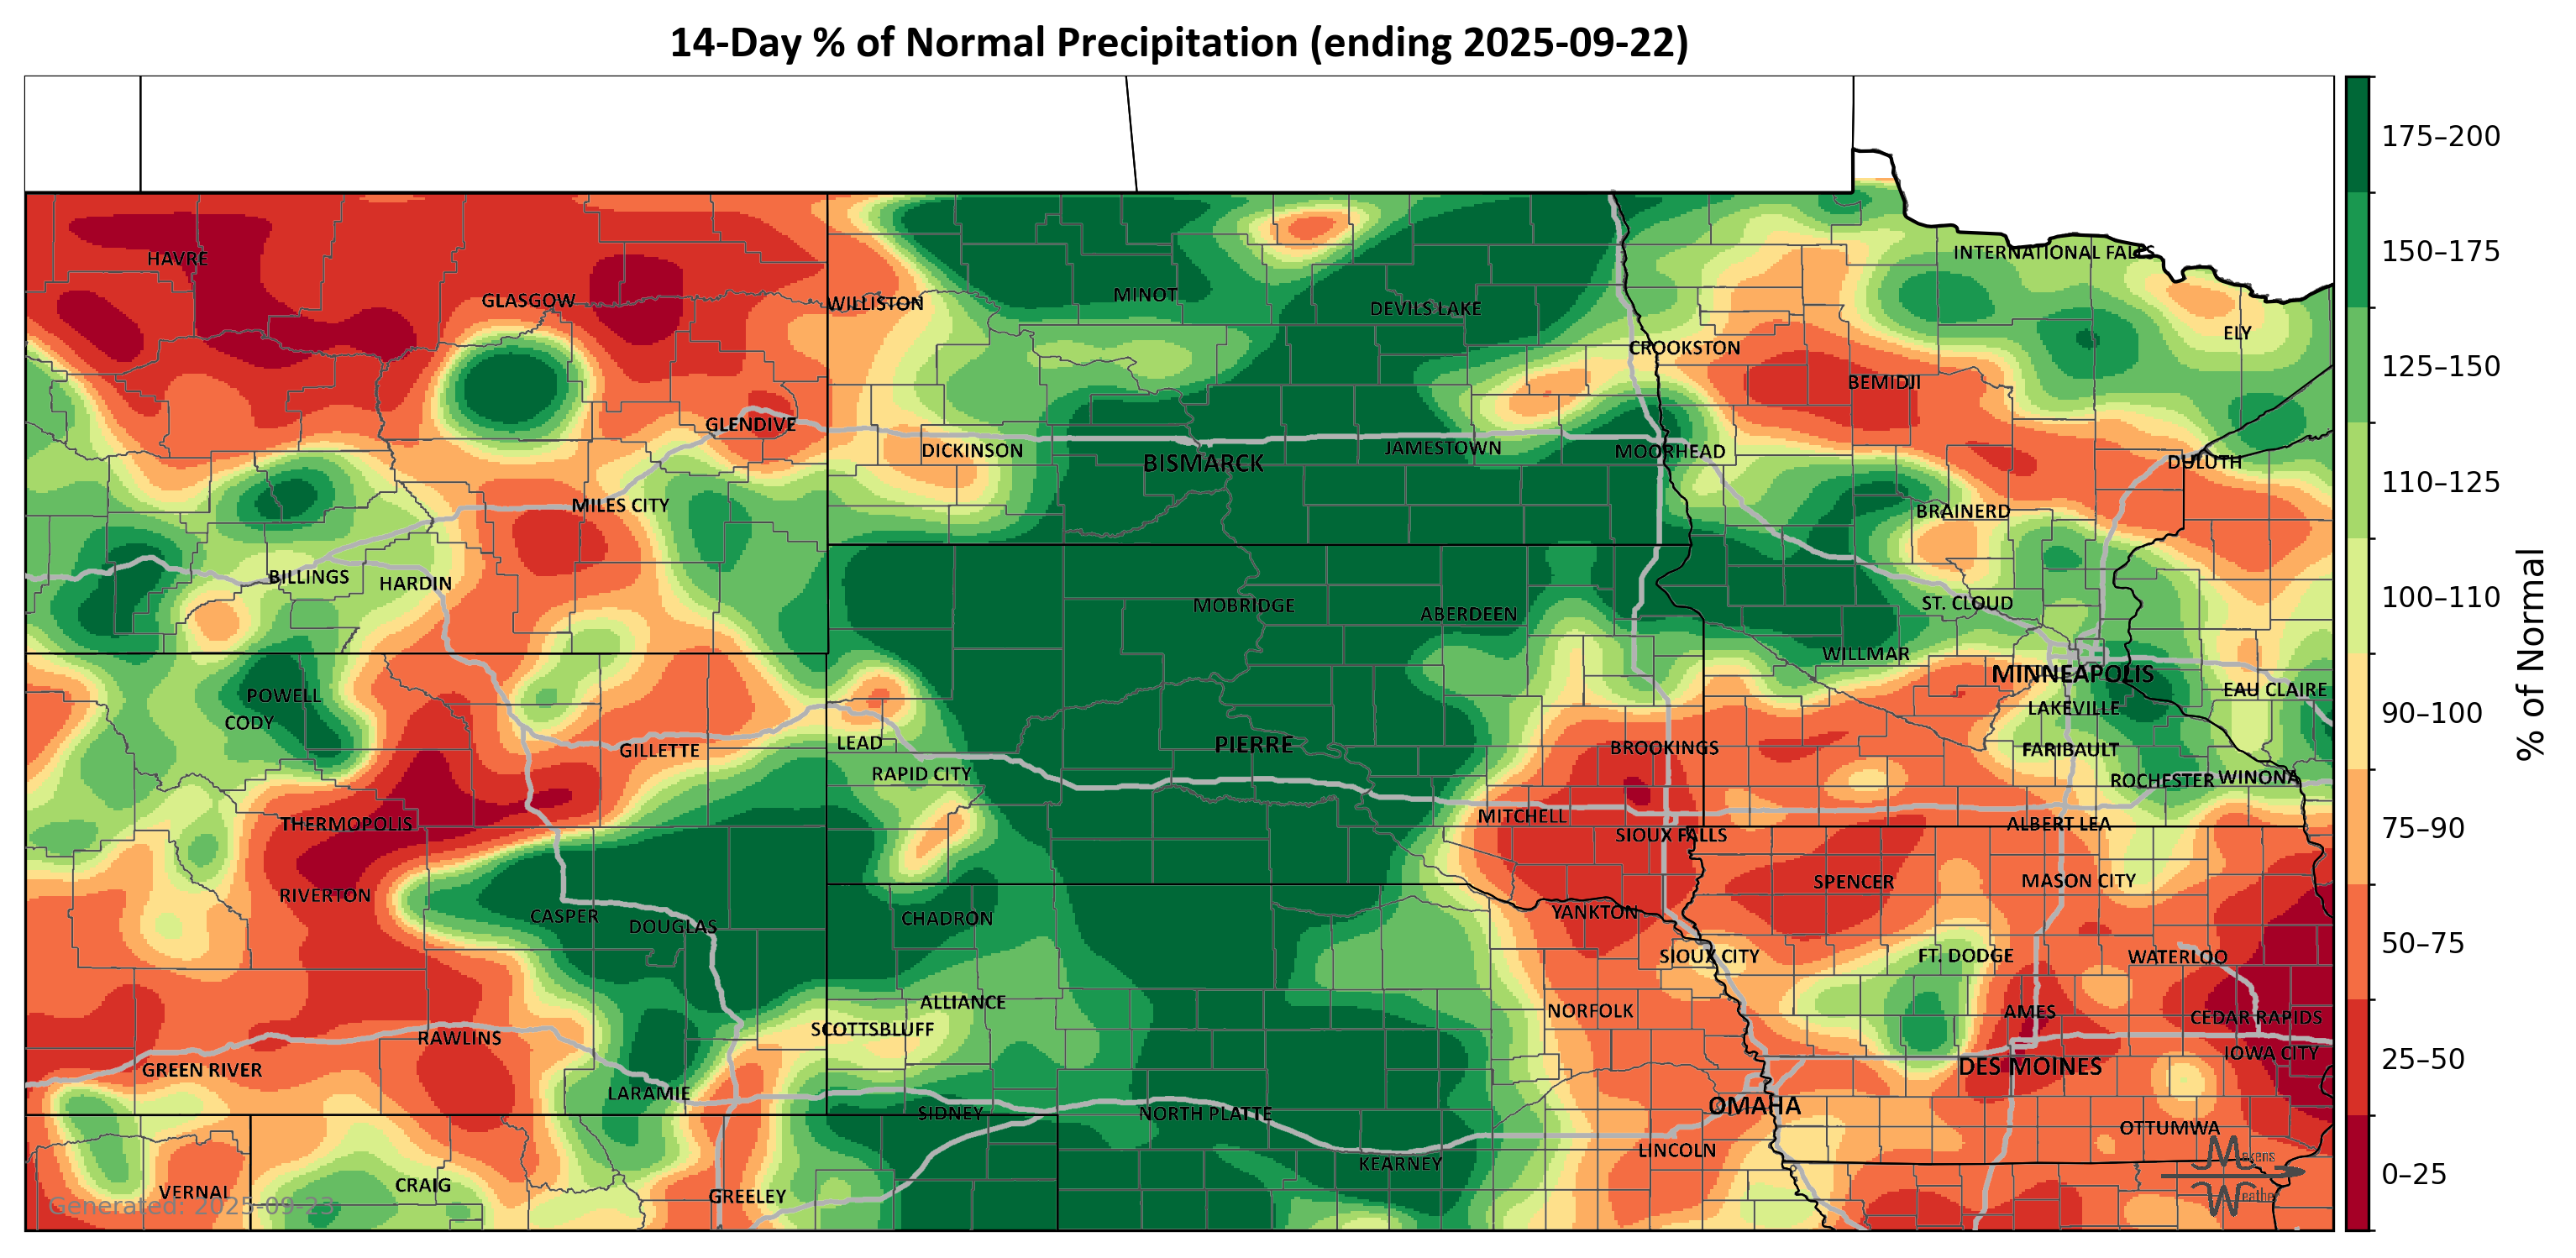 14-Day % of Normal Precipitation (ending 2025-09-22)
175–200
150–175
125–150
110–125
100–110
90–100
75–90
50–75
25–50
0–25
% of Normal
HAVRE
GLASGOW
WILLISTON
MINOT
DEVILS LAKE
INTERNATIONAL FALLS
ELY
CROOKSTON
BEMIDJI
GLENDIVE
DICKINSON
BISMARCK
JAMESTOWN
MOORHEAD
DULUTH
MILES CITY
BRAINERD
BILLINGS
HARDIN
MOBRIDGE
ABERDEEN
ST. CLOUD
WILLMAR
MINNEAPOLIS
POWELL
CODY
EAU CLAIRE
LAKEVILLE
GILLETTE
LEAD
PIERRE
BROOKINGS
FARIBAULT
RAPID CITY
ROCHESTER
WINONA
THERMOPOLIS
MITCHELL
SIOUX FALLS
ALBERT LEA
RIVERTON
SPENCER
MASON CITY
CASPER
DOUGLAS
CHADRON
YANKTON
SIOUX CITY
FT. DODGE
WATERLOO
ALLIANCE
SCOTTSBLUFF
NORFOLK
AMES
CEDAR RAPIDS
RAWLINS
IOWA CITY
GREEN RIVER
DES MOINES
LARAMIE
SIDNEY
NORTH PLATTE
OMAHA
OTTUMWA
LINCOLN
KEARNEY
VERNAL
CRAIG
GREELEY
Generated: 2025-09-23
Makens
Weather